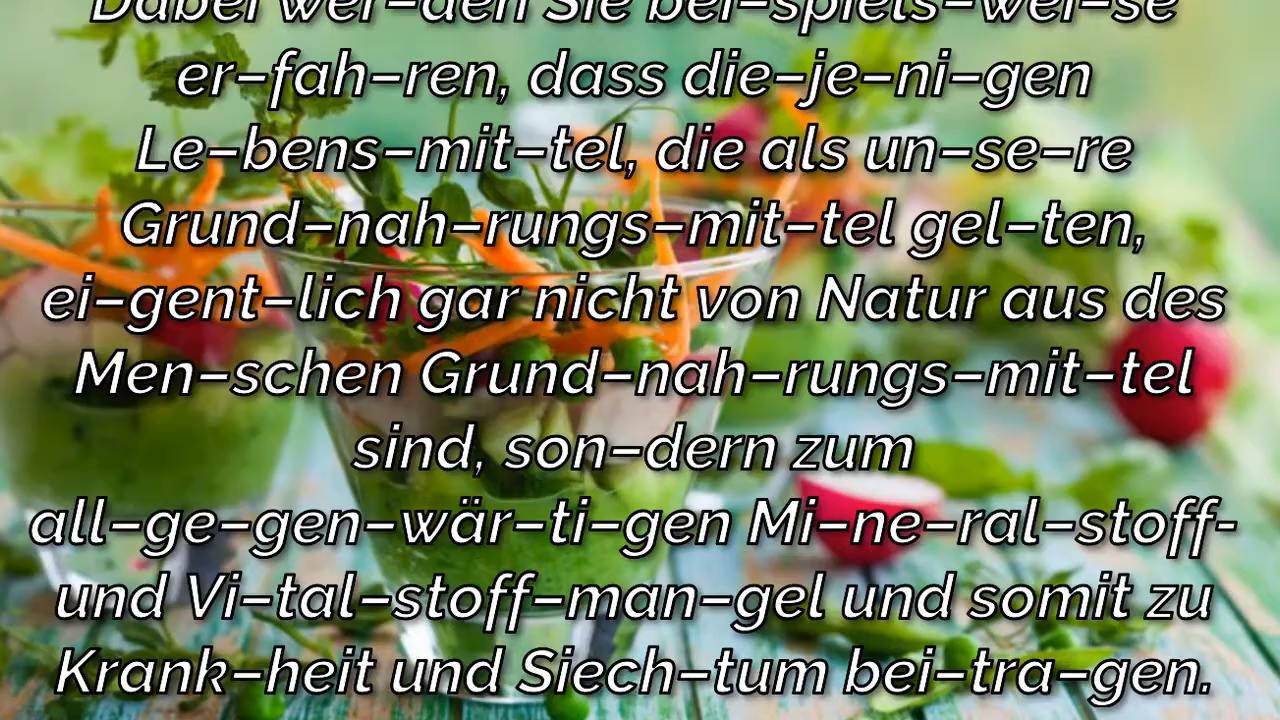 Dabei wer–den Sie bei–spiels–wei–se
er–fah–ren, dass die–je–ni–gen
Le–bens–mit–tel, die als un–se–re
Grund–nah–rungs–mit–tel gel–ten,
ei–gent–lich gar nicht von Natur aus des
Men–schen Grund–nah–rungs–mit–tel
sind, son–dern zum
all–ge–gen–wär–ti–gen Mi–ne–ral–stoff-
und Vi–tal–stoff–man–gel und somit zu
Krank–heit und Siech–tum bei–tra–gen.